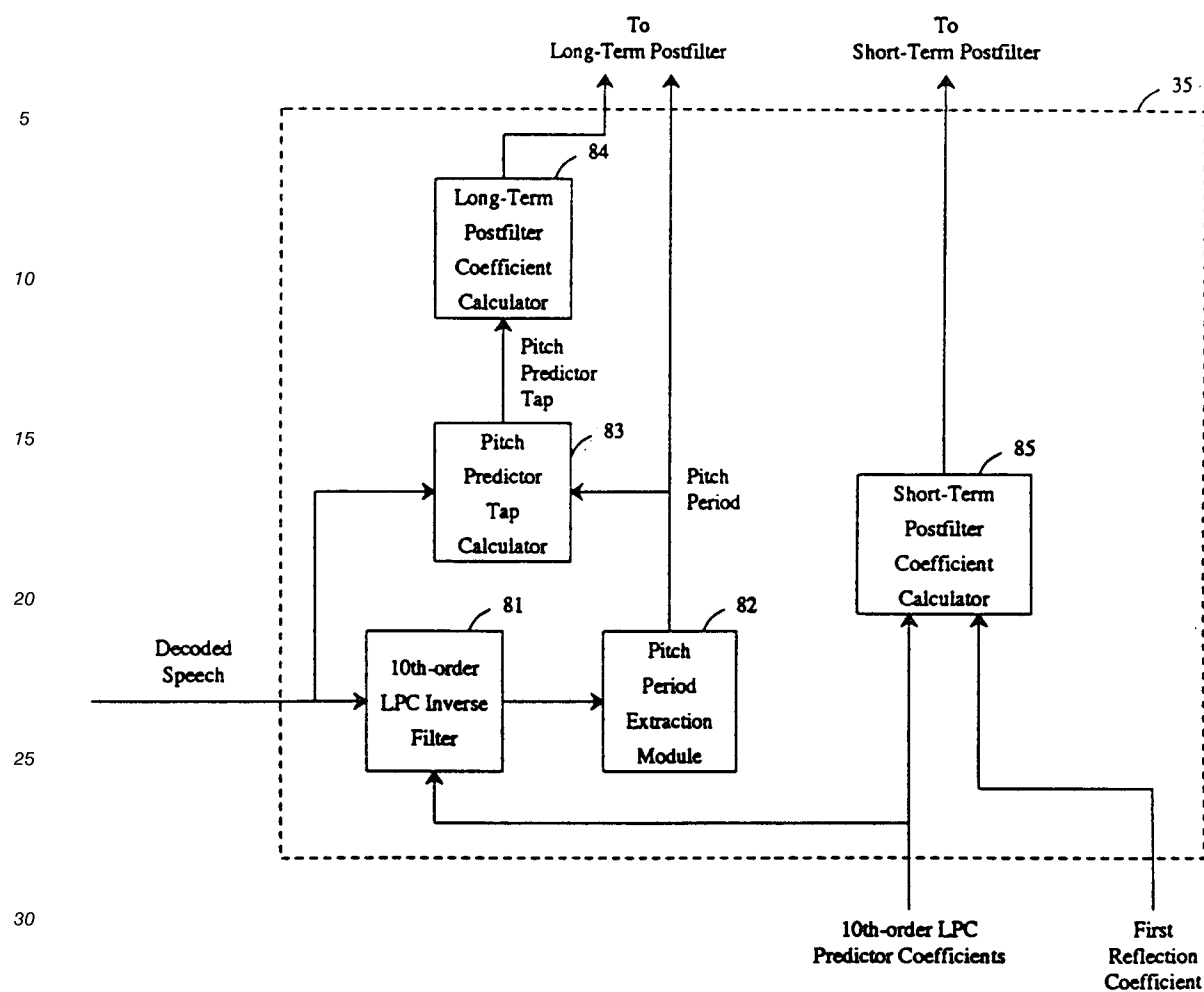 To
Long-Term Postfilter
To
Short-Term Postfilter
35
5
84
Long-Term
Postfilter
Coefficient
Calculator
10
Pitch
Predictor
Tap
15
83
Pitch
Predictor
Tap
Calculator
Pitch
Period
85
Short-Term
Postfilter
Coefficient
Calculator
20
81
82
Decoded
Speech
10th-order
LPC Inverse
Filter
Pitch
Period
Extraction
Module
25
30
10th-order LPC
Predictor Coefficients
First
Reflection
Coefficient